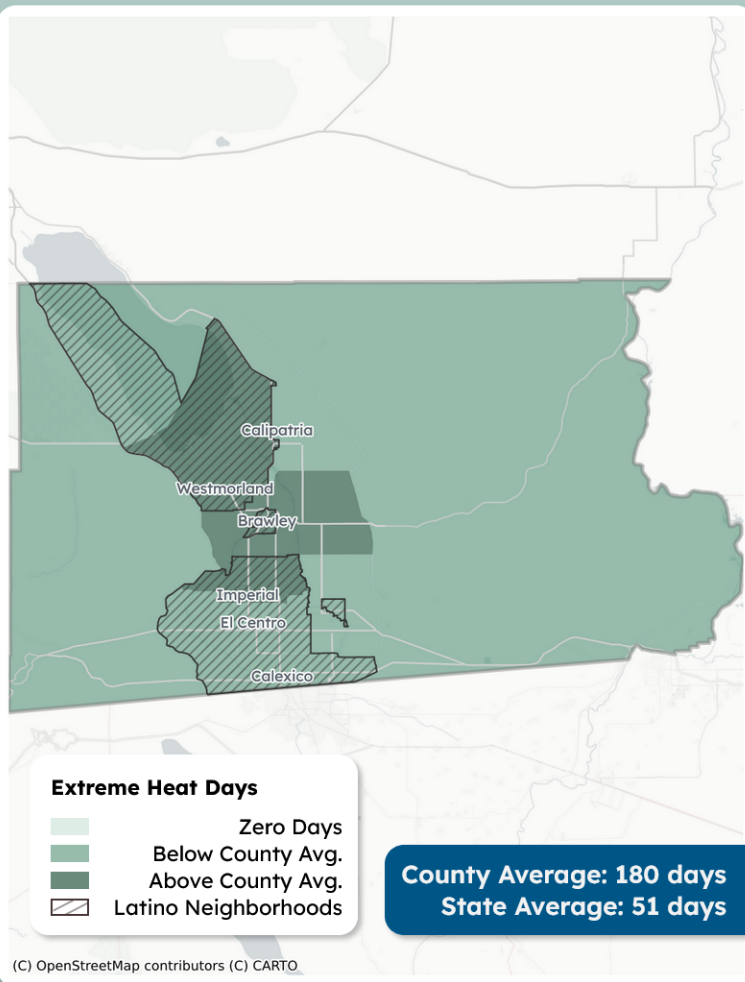 Calipatria
Westmorland
Brawley
Imperial
El Centro
Calexico
Extreme Heat Days
Zero Days
Below County Avg.
Above County Avg.
Latino Neighborhoods
County Average: 180 days
State Average: 51 days
(C) OpenStreetMap contributors (C) CARTO